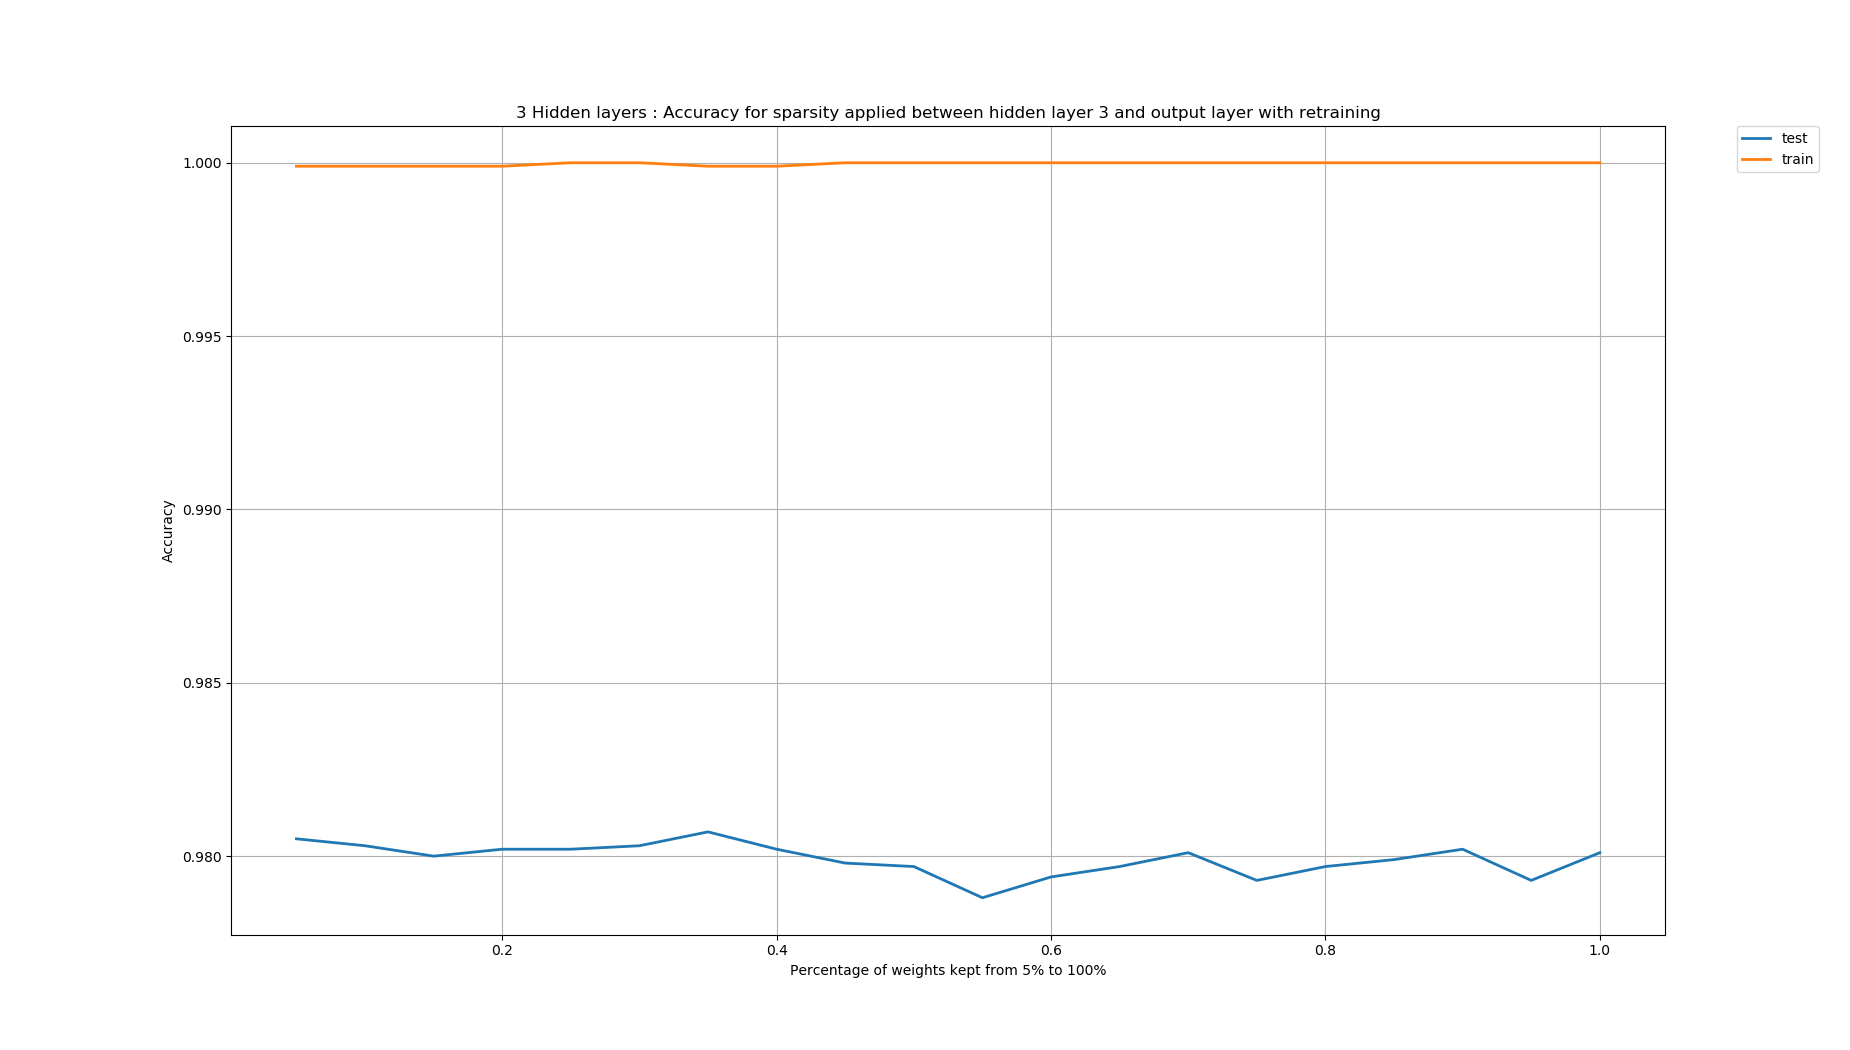 3 Hidden layers : Accuracy for sparsity applied between hidden layer 3 and output layer with retraining
test
train
1.000
0.995
0.990
0.985
0.980
Accuracy
0.2
0.4
0.6
0.8
1.0
Percentage of weights kept from 5% to 100%